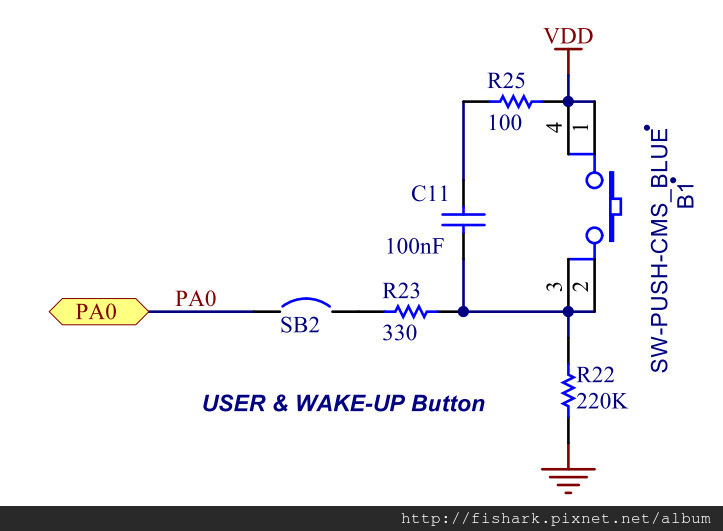 VDD
R25
100
4
1
SW-PUSH-CMS_BLUE
B1
C11
100nF
3
2
PA0
PA0
SB2
R23
330
R22
220K
USER & WAKE-UP Button
http://fishark.pixnet.net/album